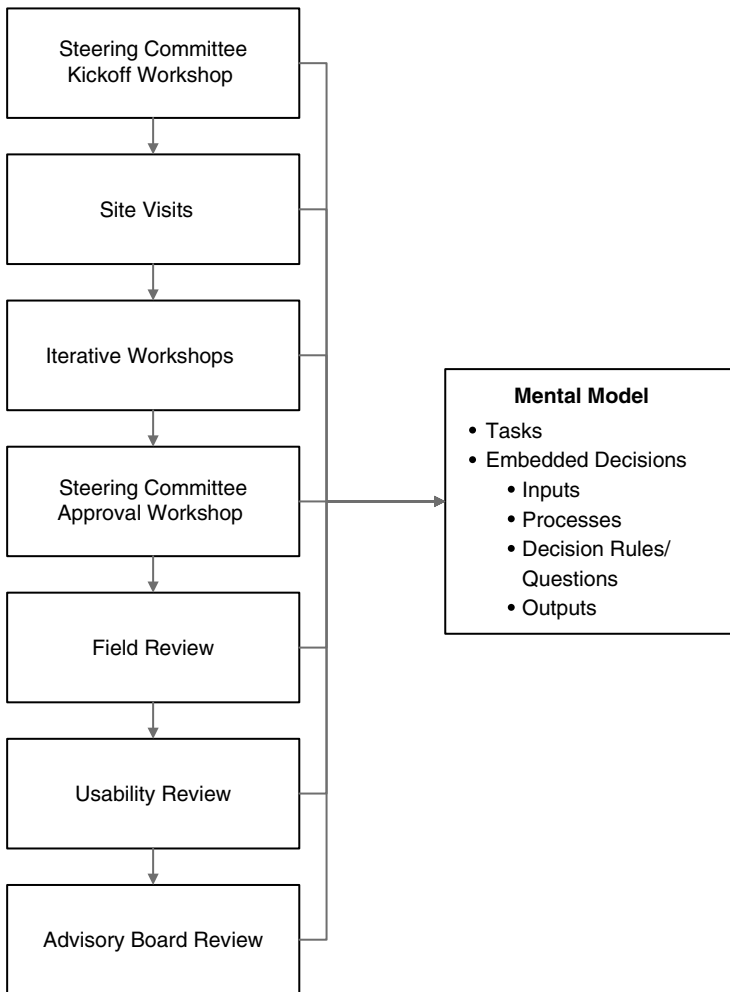 Steering Committee
Kickoff Workshop
Site Visits
Iterative Workshops
Steering Committee
Approval Workshop
Field Review
Usability Review
Advisory Board Review
Mental Model
• Tasks
• Embedded Decisions
• Inputs
• Processes
• Decision Rules/
Questions
• Outputs